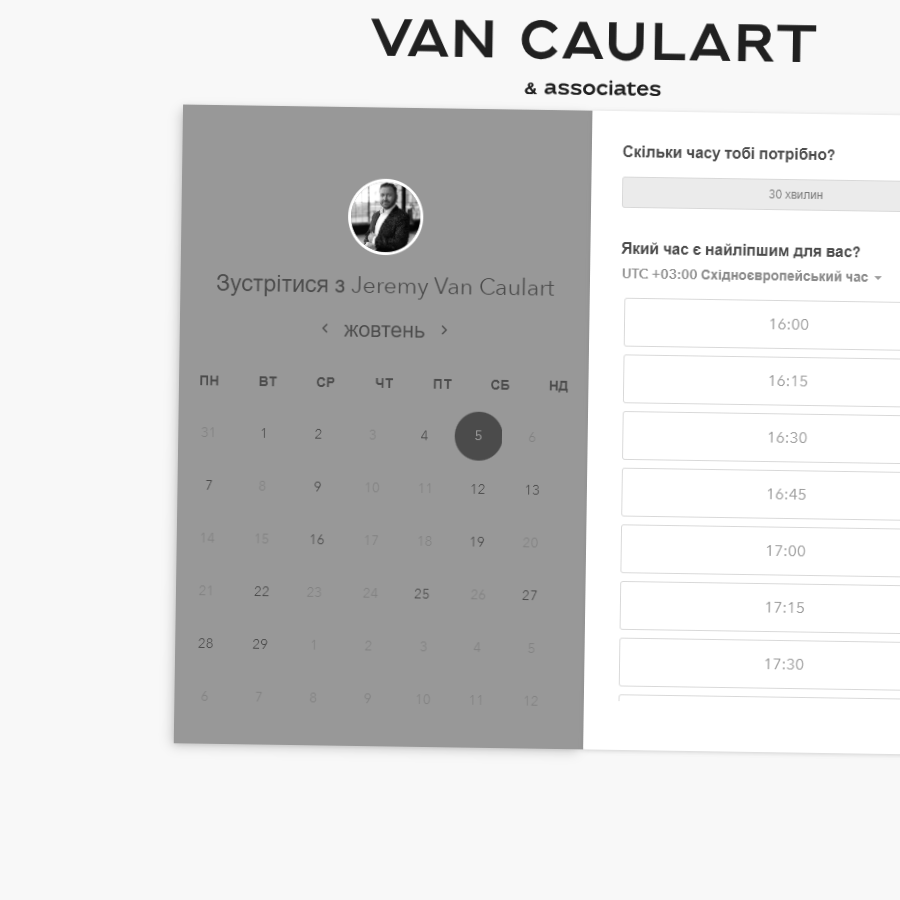 VAN CAULART
& associates
Зустрітися з Jeremy Van Caulart
‹ жовтень ›
ПН ВТ СР ЧТ ПТ СБ НД
31 1 2 3 4 5 6
7 8 9 10 11 12 13
14 15 16 17 18 19 20
21 22 23 24 25 26 27
28 29 1 2 3 4 5
6 7 8 9 10 11 12
Скільки часу тобі потрібно?
30 хвилин
Який час є найліпшим для вас?
UTC +03:00 Східноєвропейський час
16:00
16:15
16:30
16:45
17:00
17:15
17:30